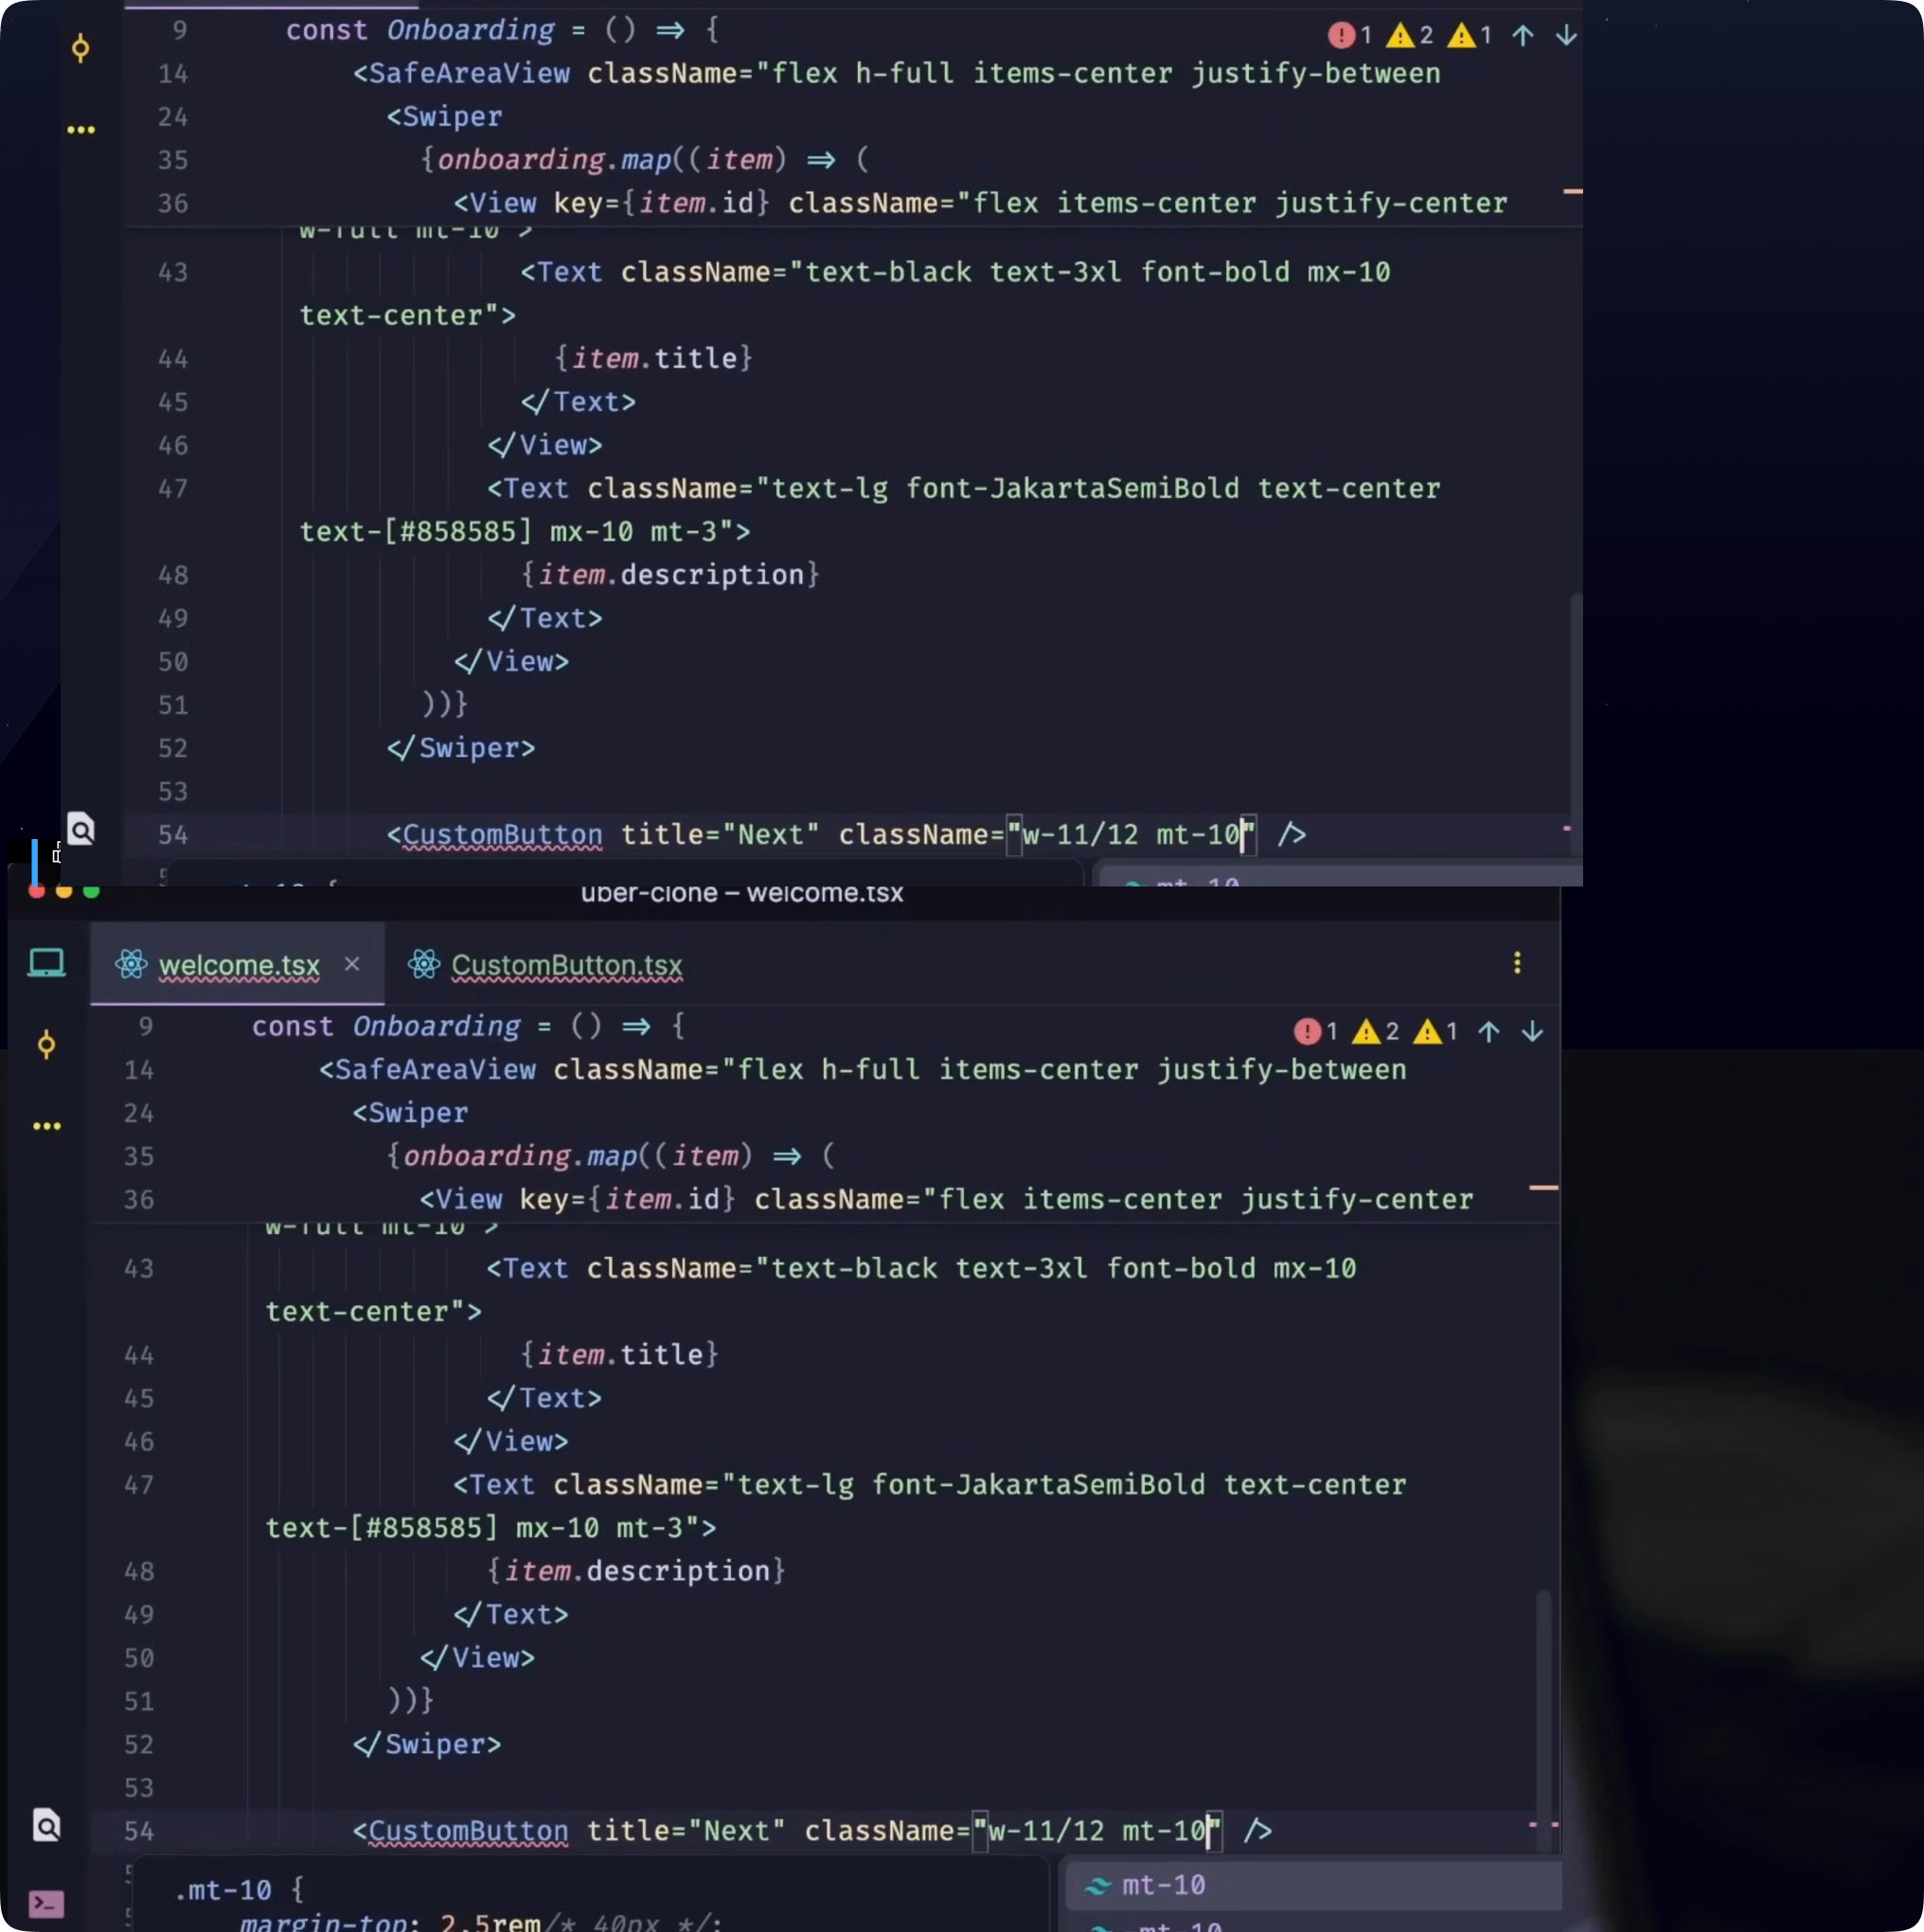 9 const Onboarding = () => { 1 2 1
14 <SafeAreaView className="flex h-full items-center justify-between
24 <Swiper
35 {onboarding.map((item) => (
36 <View key={item.id} className="flex items-center justify-center
w-full mt-10">
43 <Text className="text-black text-3xl font-bold mx-10
text-center">
44 {item.title}
45 </Text>
46 </View>
47 <Text className="text-lg font-JakartaSemiBold text-center
text-[#858585] mx-10 mt-3">
48 {item.description}
49 </Text>
50 </View>
51 ))}
52 </Swiper>
53
54 <CustomButton title="Next" className="w-11/12 mt-10" />
mt-10
uber-clone – welcome.tsx
welcome.tsx × CustomButton.tsx
9 const Onboarding = () => { 1 2 1
14 <SafeAreaView className="flex h-full items-center justify-between
24 <Swiper
35 {onboarding.map((item) => (
36 <View key={item.id} className="flex items-center justify-center
w-full mt-10">
43 <Text className="text-black text-3xl font-bold mx-10
text-center">
44 {item.title}
45 </Text>
46 </View>
47 <Text className="text-lg font-JakartaSemiBold text-center
text-[#858585] mx-10 mt-3">
48 {item.description}
49 </Text>
50 </View>
51 ))}
52 </Swiper>
53
54 <CustomButton title="Next" className="w-11/12 mt-10" />
.mt-10 { mt-10
margin-top: 2.5rem/* 40px */; -mt-10